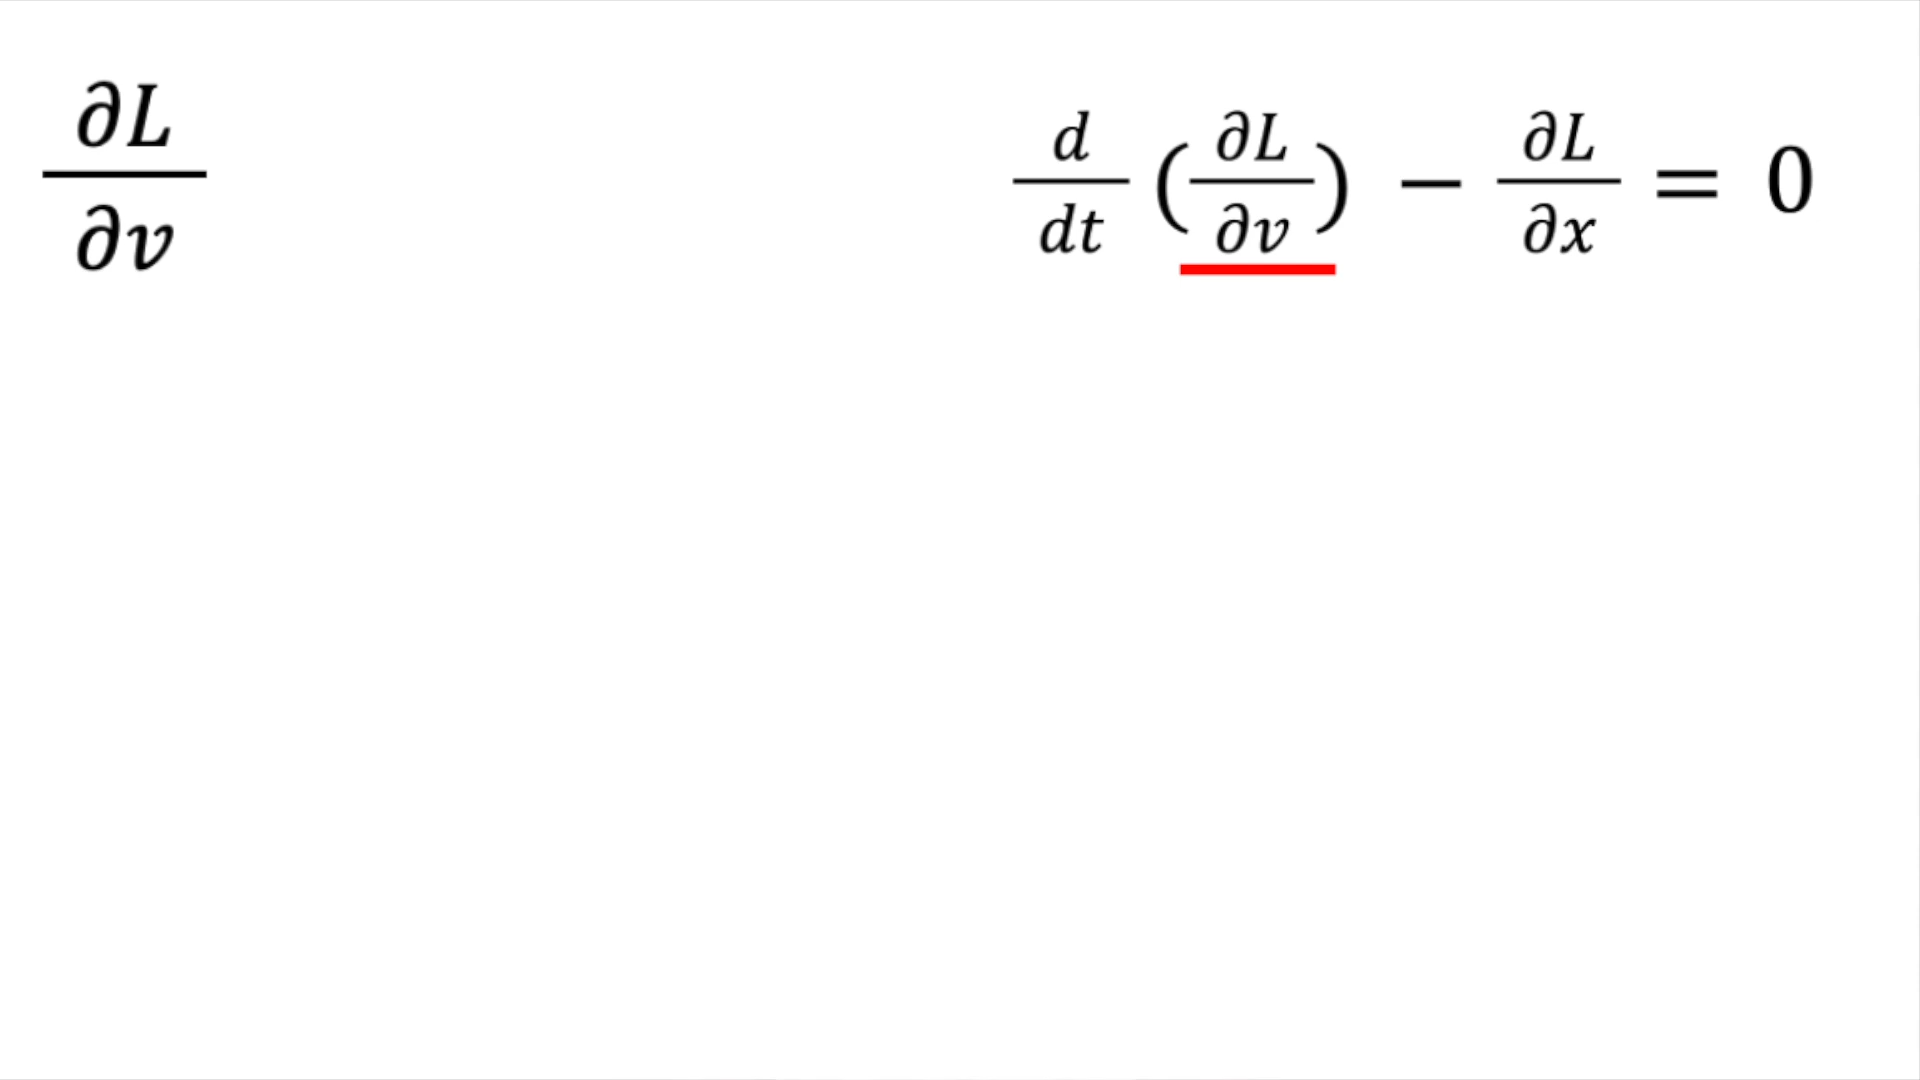 ∂L/∂v
d/dt (∂L/∂v) − ∂L/∂x = 0